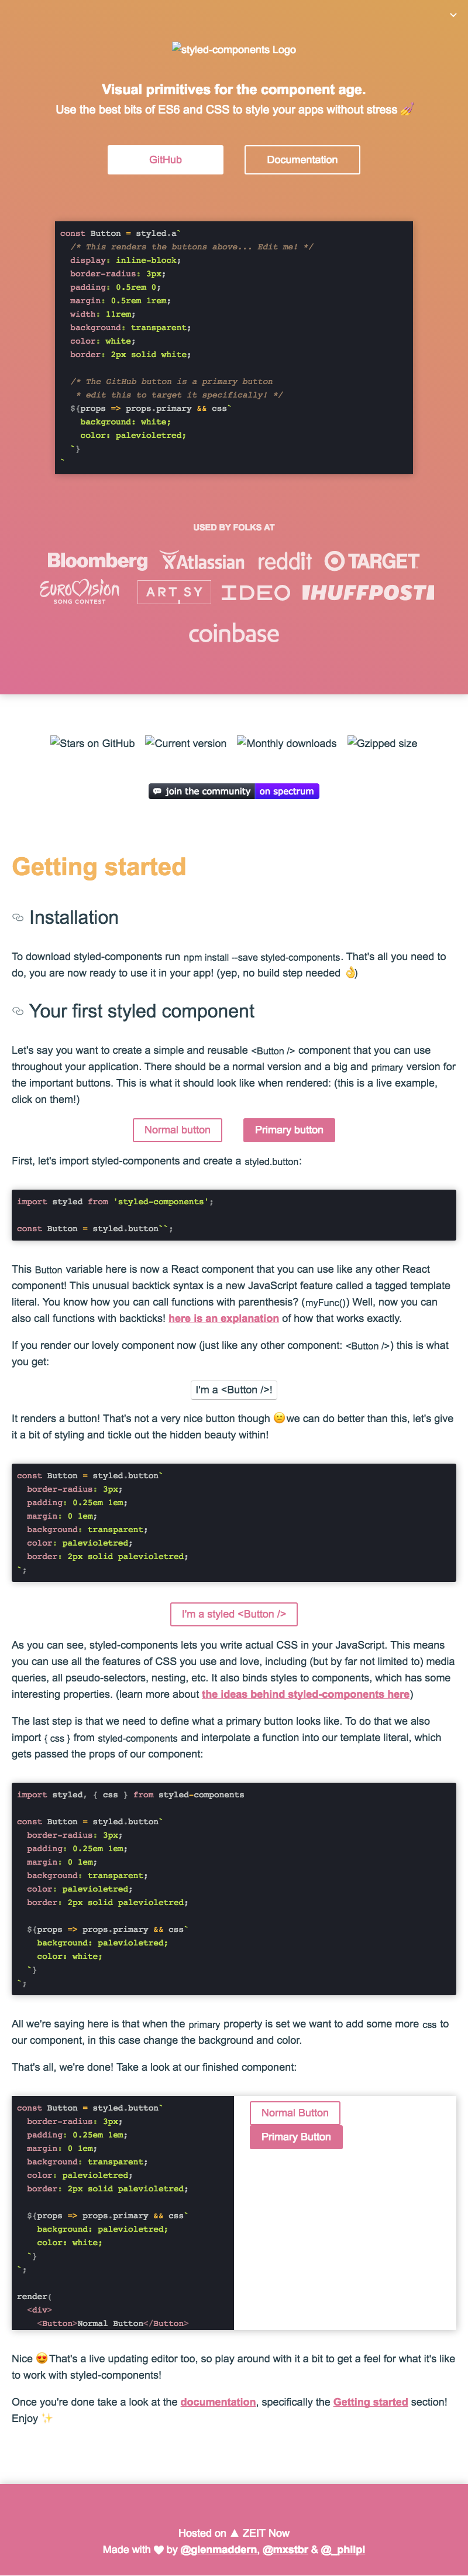 styled-components Logo
Visual primitives for the component age.
Use the best bits of ES6 and CSS to style your apps without stress 💅
GitHub
Documentation
const Button = styled.a`
/* This renders the buttons above... Edit me! */
display: inline-block;
border-radius: 3px;
padding: 0.5rem 0;
margin: 0.5rem 1rem;
width: 11rem;
background: transparent;
color: white;
border: 2px solid white;
/* The GitHub button is a primary button
* edit this to target it specifically! */
${props => props.primary && css`
background: white;
color: palevioletred;
`}
`
USED BY FOLKS AT
Bloomberg Atlassian reddit TARGET
EUROVISION
SONG CONTEST
ARTSY IDEO HUFFPOST
coinbase
Stars on GitHub Current version Monthly downloads Gzipped size
join the community on spectrum
Getting started
Installation
To download styled-components run npm install --save styled-components. That's all you need to
do, you are now ready to use it in your app! (yep, no build step needed 👌)
Your first styled component
Let's say you want to create a simple and reusable <Button /> component that you can use
throughout your application. There should be a normal version and a big and primary version for
the important buttons. This is what it should look like when rendered: (this is a live example,
click on them!)
Normal button
Primary button
First, let's import styled-components and create a styled.button:
import styled from 'styled-components';
const Button = styled.button``;
This Button variable here is now a React component that you can use like any other React
component! This unusual backtick syntax is a new JavaScript feature called a tagged template
literal. You know how you can call functions with parenthesis? (myFunc()) Well, now you can
also call functions with backticks! here is an explanation of how that works exactly.
If you render our lovely component now (just like any other component: <Button />) this is what
you get:
I'm a <Button />!
It renders a button! That's not a very nice button though 😕we can do better than this, let's give
it a bit of styling and tickle out the hidden beauty within!
const Button = styled.button`
border-radius: 3px;
padding: 0.25em 1em;
margin: 0 1em;
background: transparent;
color: palevioletred;
border: 2px solid palevioletred;
`;
I'm a styled <Button />
As you can see, styled-components lets you write actual CSS in your JavaScript. This means
you can use all the features of CSS you use and love, including (but by far not limited to) media
queries, all pseudo-selectors, nesting, etc. It also binds styles to components, which has some
interesting properties. (learn more about the ideas behind styled-components here)
The last step is that we need to define what a primary button looks like. To do that we also
import { css } from styled-components and interpolate a function into our template literal, which
gets passed the props of our component:
import styled, { css } from styled-components
const Button = styled.button`
border-radius: 3px;
padding: 0.25em 1em;
margin: 0 1em;
background: transparent;
color: palevioletred;
border: 2px solid palevioletred;
${props => props.primary && css`
background: palevioletred;
color: white;
`}
`;
All we're saying here is that when the primary property is set we want to add some more css to
our component, in this case change the background and color.
That's all, we're done! Take a look at our finished component:
const Button = styled.button`
border-radius: 3px;
padding: 0.25em 1em;
margin: 0 1em;
background: transparent;
color: palevioletred;
border: 2px solid palevioletred;
${props => props.primary && css`
background: palevioletred;
color: white;
`}
`;
render(
<div>
<Button>Normal Button</Button>
Normal Button
Primary Button
Nice 😍That's a live updating editor too, so play around with it a bit to get a feel for what it's like
to work with styled-components!
Once you're done take a look at the documentation, specifically the Getting started section!
Enjoy ✨
Hosted on ▲ ZEIT Now
Made with ❤ by @glenmaddern, @mxstbr & @_philpl